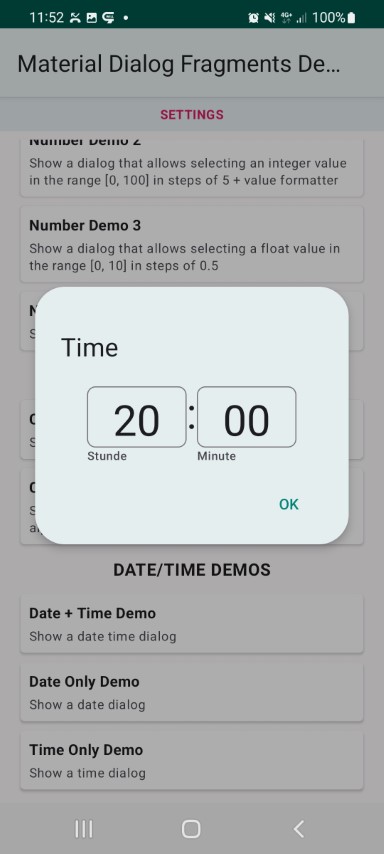 11:52
4G+
100%
Material Dialog Fragments De...
SETTINGS
Number Demo 2
Show a dialog that allows selecting an integer value
in the range [0, 100] in steps of 5 + value formatter
Number Demo 3
Show a dialog that allows selecting a float value in
the range [0, 10] in steps of 0.5
Time
20 : 00
Stunde Minute
OK
DATE/TIME DEMOS
Date + Time Demo
Show a date time dialog
Date Only Demo
Show a date dialog
Time Only Demo
Show a time dialog